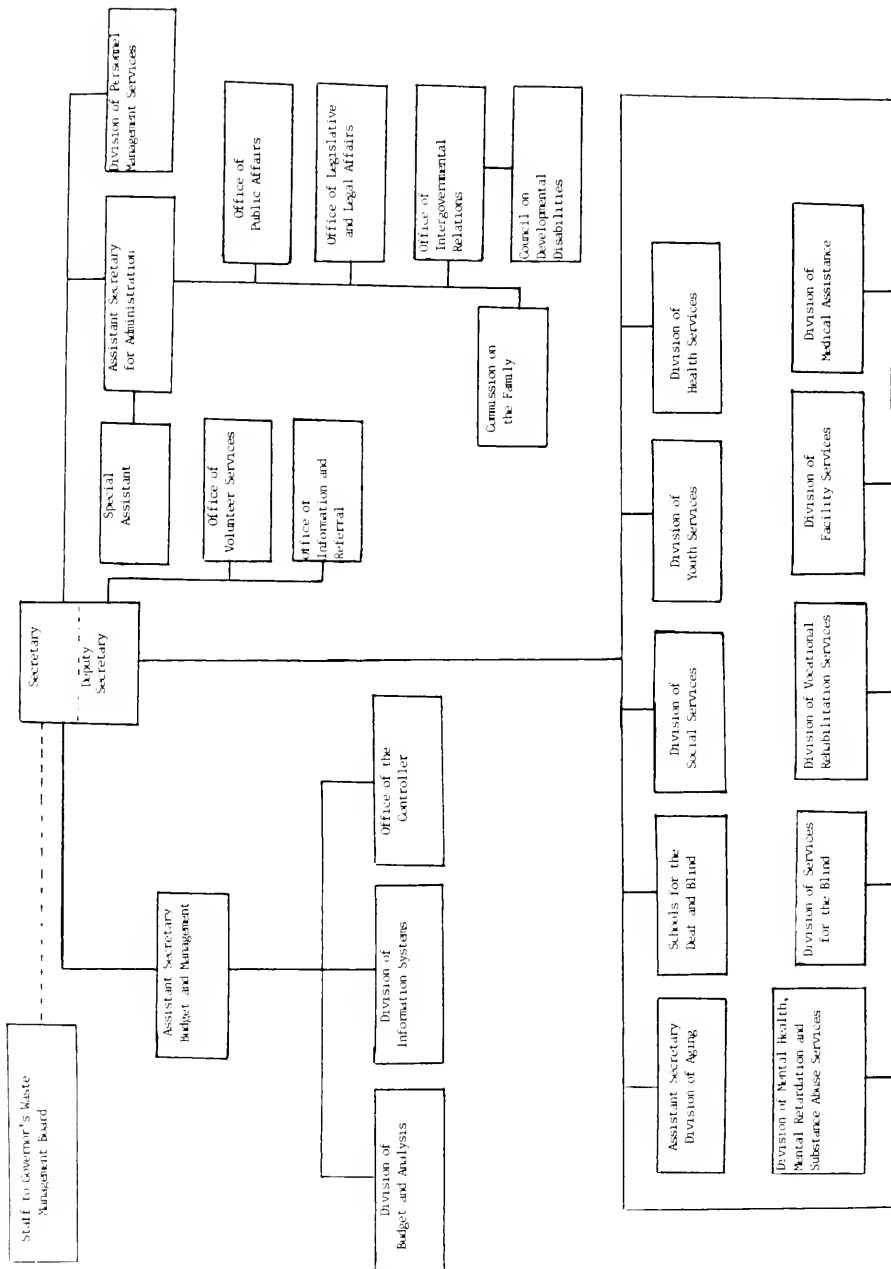 Staff to Governor's Waste
Management Board
Secretary
Deputy
Secretary
Division of Personnel
Management Services
Assistant Secretary
for Administration
Special
Assistant
Office of
Public Affairs
Office of
Volunteer Services
Office of Legislative
and Legal Affairs
Office of
Information and
Referral
Office of
Intergovernmental
Relations
Council on
Developmental
Disabilities
Commission on
the Family
Assistant Secretary
Budget and Management
Division of
Budget and Analysis
Division of
Information Systems
Office of the
Controller
Assistant Secretary
Division of Aging
Schools for the
Deaf and Blind
Division of
Social Services
Division of
Youth Services
Division of
Health Services
Division of Mental Health,
Mental Retardation and
Substance Abuse Services
Division of Services
for the Blind
Division of Vocational
Rehabilitation Services
Division of
Facility Services
Division of
Medical Assistance